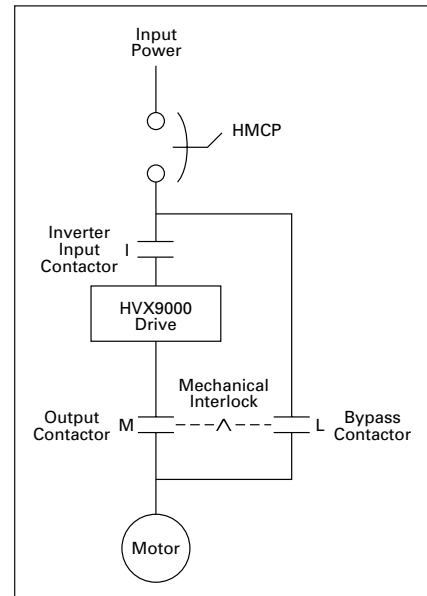 Input
Power
HMCP
Inverter
Input
Contactor
I
HVX9000
Drive
Mechanical
Interlock
Output
Contactor
M
L
Bypass
Contactor
Motor